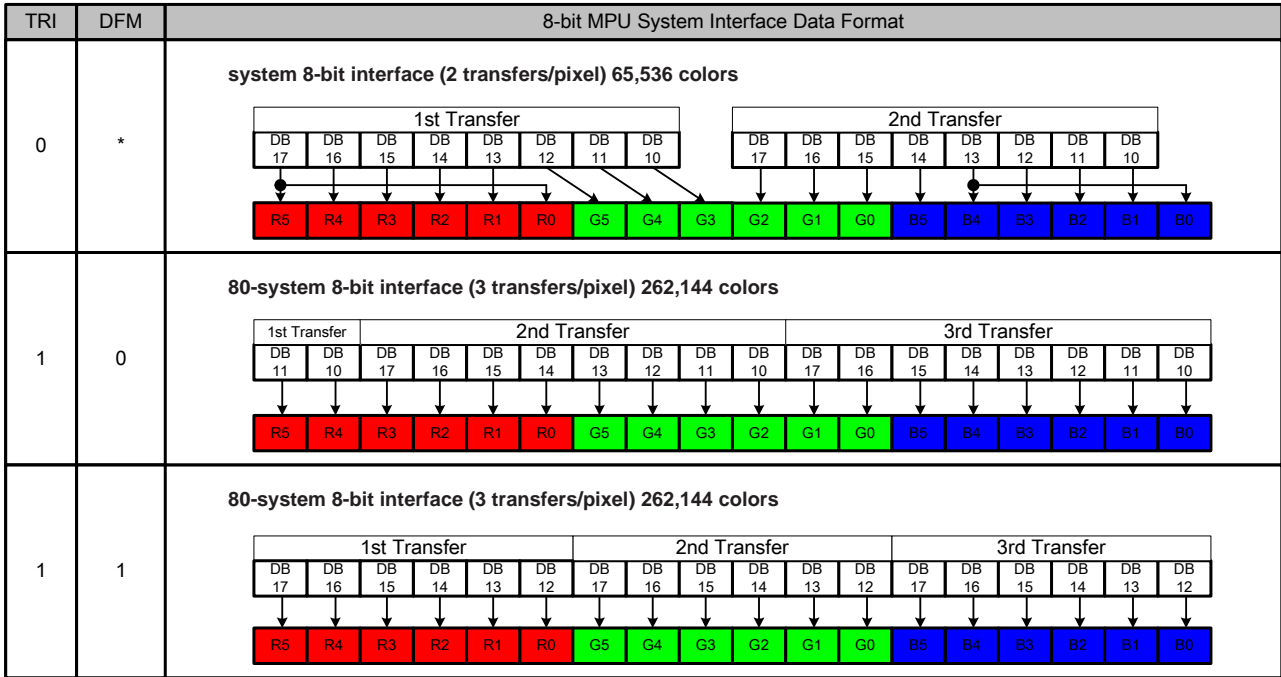 TRI DFM 8-bit MPU System Interface Data Format
system 8-bit interface (2 transfers/pixel) 65,536 colors
1st Transfer 2nd Transfer
DB DB DB DB DB DB DB DB DB DB DB DB DB DB DB DB
17 16 15 14 13 12 11 10 17 16 15 14 13 12 11 10
0 *
R5 R4 R3 R2 R1 R0 G5 G4 G3 G2 G1 G0 B5 B4 B3 B2 B1 B0
80-system 8-bit interface (3 transfers/pixel) 262,144 colors
1st Transfer 2nd Transfer 3rd Transfer
DB DB DB DB DB DB DB DB DB DB DB DB DB DB DB DB DB DB
11 10 17 16 15 14 13 12 11 10 17 16 15 14 13 12 11 10
1 0
R5 R4 R3 R2 R1 R0 G5 G4 G3 G2 G1 G0 B5 B4 B3 B2 B1 B0
80-system 8-bit interface (3 transfers/pixel) 262,144 colors
1st Transfer 2nd Transfer 3rd Transfer
DB DB DB DB DB DB DB DB DB DB DB DB DB DB DB DB DB DB
17 16 15 14 13 12 17 16 15 14 13 12 17 16 15 14 13 12
1 1
R5 R4 R3 R2 R1 R0 G5 G4 G3 G2 G1 G0 B5 B4 B3 B2 B1 B0